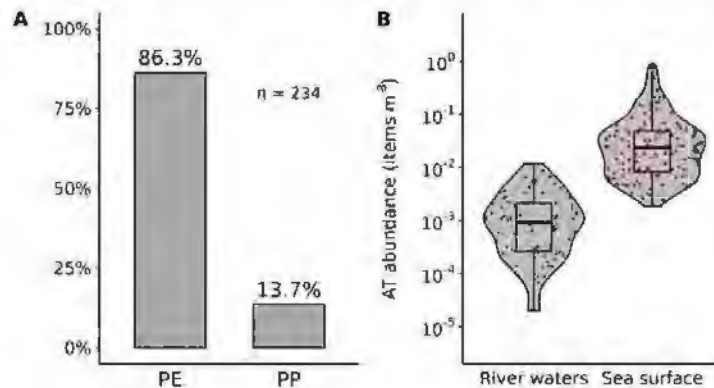 A
100%
75%
50%
25%
0%
86.3%
13.7%
n = 234
PE PP
B
AT abundance (items m⁻³)
10⁰
10⁻¹
10⁻²
10⁻³
10⁻⁴
10⁻⁵
River waters Sea surface